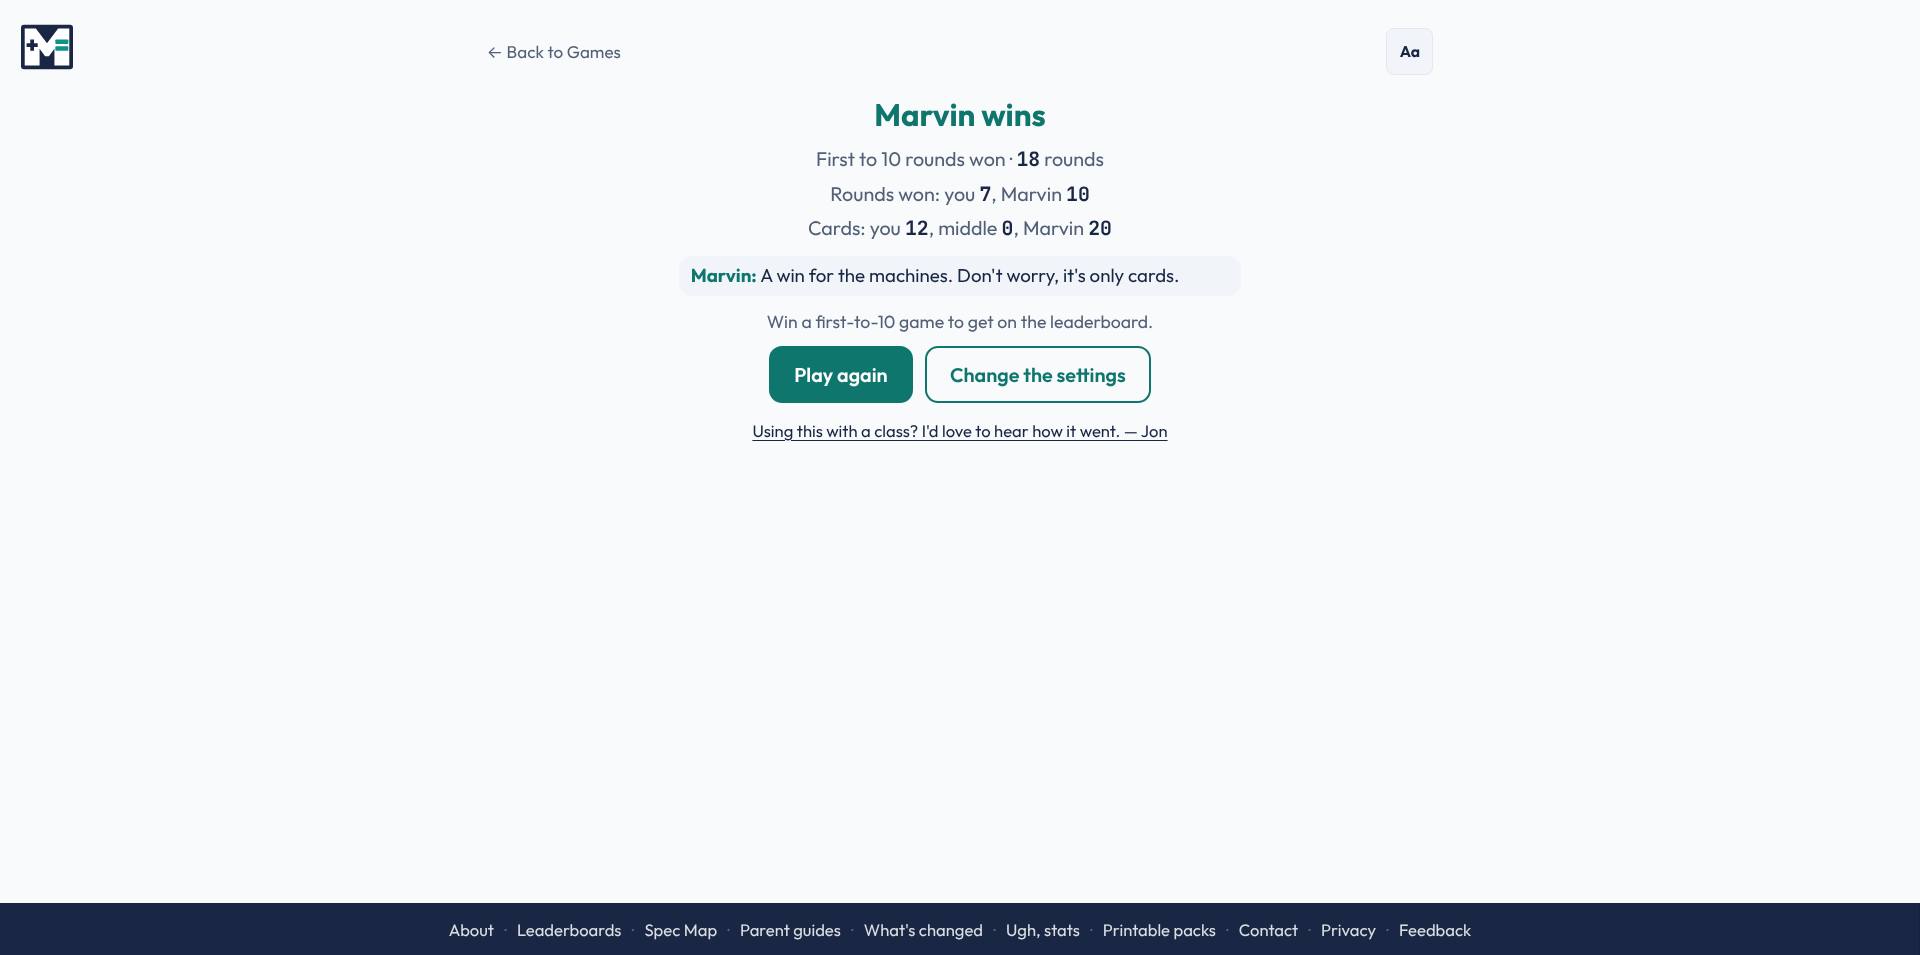 ← Back to Games
Aa
Marvin wins
First to 10 rounds won · 18 rounds
Rounds won: you 7, Marvin 10
Cards: you 12, middle 0, Marvin 20
Marvin: A win for the machines. Don't worry, it's only cards.
Win a first-to-10 game to get on the leaderboard.
Play again
Change the settings
Using this with a class? I'd love to hear how it went. — Jon
About · Leaderboards · Spec Map · Parent guides · What's changed · Ugh, stats · Printable packs · Contact · Privacy · Feedback